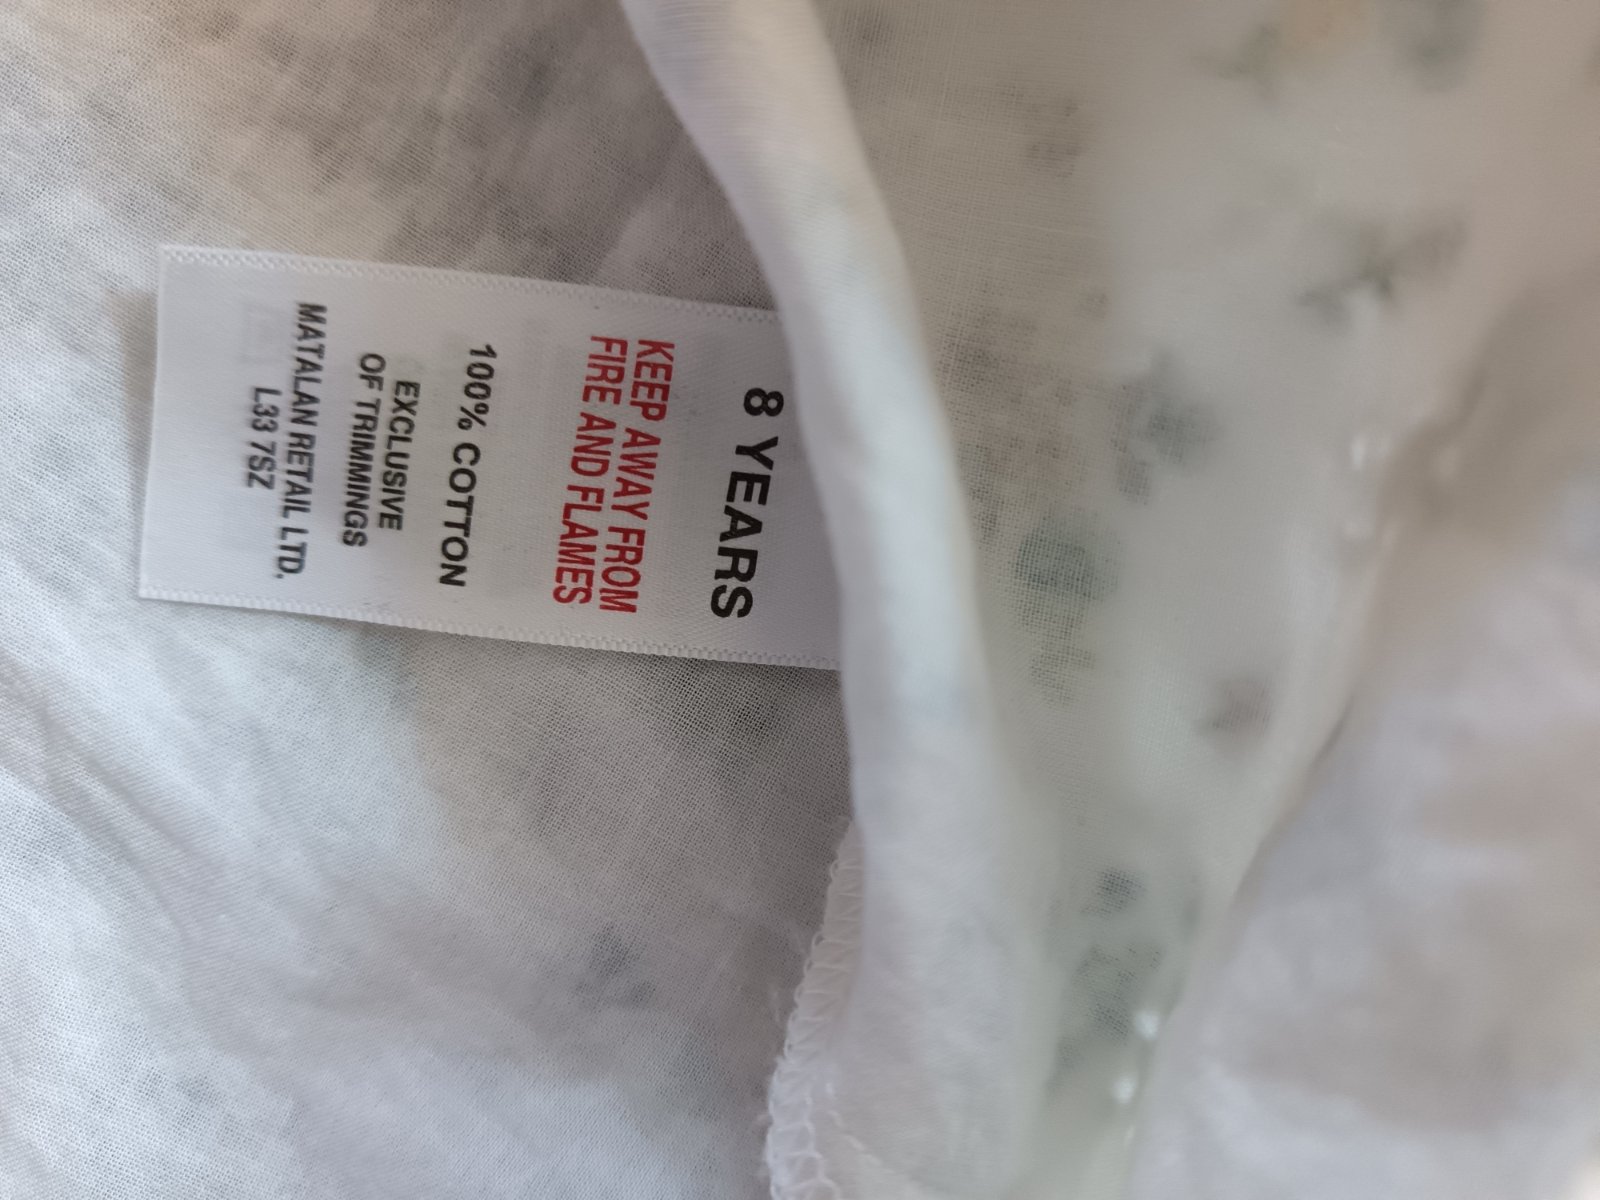 8 YEARS
KEEP AWAY FROM
FIRE AND FLAMES
100% COTTON
EXCLUSIVE
OF TRIMMINGS
MATALAN RETAIL LTD.
L33 7SZ